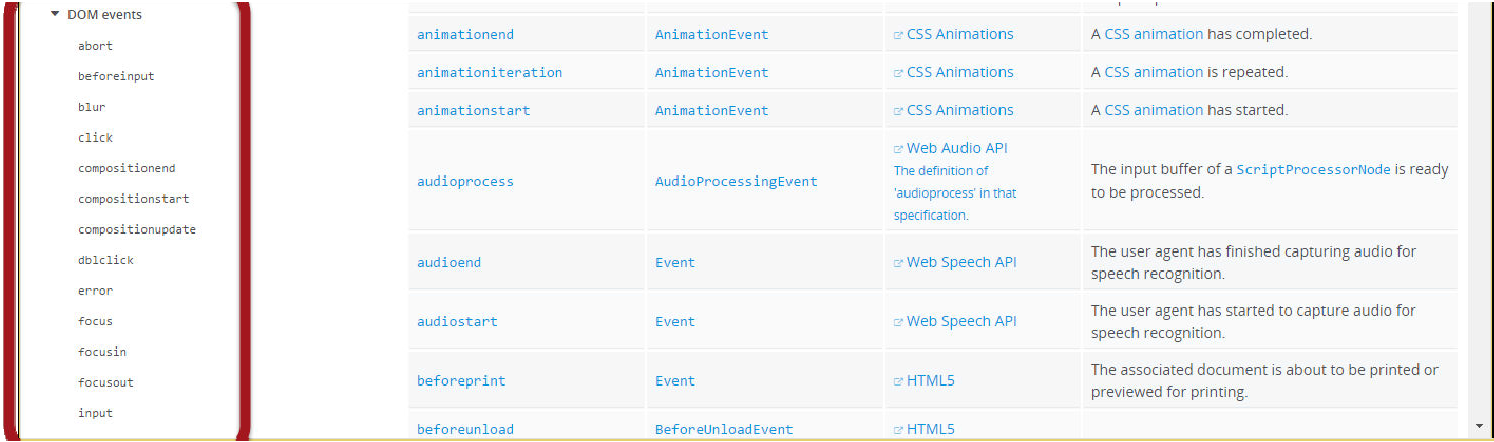 DOM events
abort
beforeinput
blur
click
compositionend
compositionstart
compositionupdate
dblclick
error
focus
focusin
focusout
input
animationend AnimationEvent CSS Animations A CSS animation has completed.
animationiteration AnimationEvent CSS Animations A CSS animation is repeated.
animationstart AnimationEvent CSS Animations A CSS animation has started.
audioprocess AudioProcessingEvent Web Audio API
The definition of
'audioprocess' in that
specification.
The input buffer of a ScriptProcessorNode is ready
to be processed.
audioend Event Web Speech API The user agent has finished capturing audio for
speech recognition.
audiostart Event Web Speech API The user agent has started to capture audio for
speech recognition.
beforeprint Event HTML5 The associated document is about to be printed or
previewed for printing.
beforeunload BeforeUnloadEvent HTML5